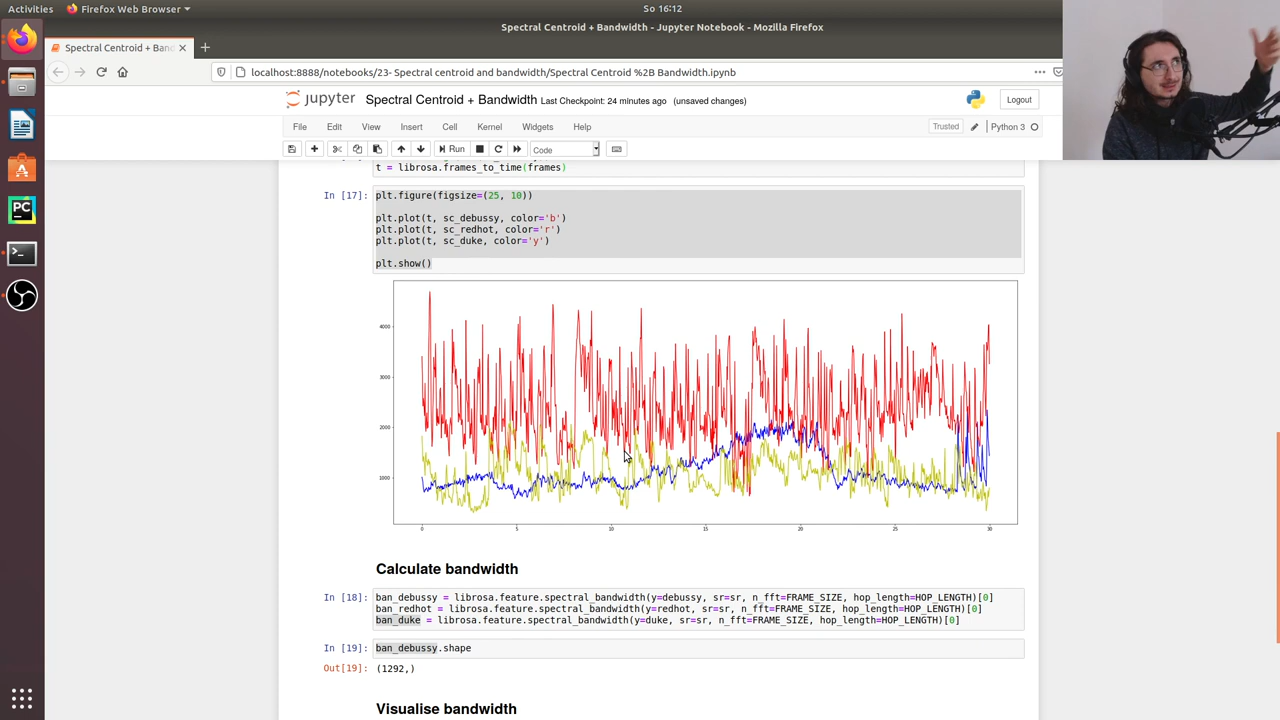 Activities
Firefox Web Browser
So 16:12
Spectral Centroid + Bandwidth - Jupyter Notebook - Mozilla Firefox
Spectral Centroid + Band
localhost:8888/notebooks/23- Spectral centroid and bandwidth/Spectral Centroid %2B Bandwidth.ipynb
jupyter Spectral Centroid + Bandwidth Last Checkpoint: 24 minutes ago (unsaved changes)
Logout
File Edit View Insert Cell Kernel Widgets Help
Trusted
Python 3
Run
Code
t = librosa.frames_to_time(frames)
In [17]: plt.figure(figsize=(25, 10))
plt.plot(t, sc_debussy, color='b')
plt.plot(t, sc_redhot, color='r')
plt.plot(t, sc_duke, color='y')
plt.show()
4000
3000
2000
1000
0 5 10 15 20 25 30
Calculate bandwidth
In [18]: ban_debussy = librosa.feature.spectral_bandwidth(y=debussy, sr=sr, n_fft=FRAME_SIZE, hop_length=HOP_LENGTH)[0]
ban_redhot = librosa.feature.spectral_bandwidth(y=redhot, sr=sr, n_fft=FRAME_SIZE, hop_length=HOP_LENGTH)[0]
ban_duke = librosa.feature.spectral_bandwidth(y=duke, sr=sr, n_fft=FRAME_SIZE, hop_length=HOP_LENGTH)[0]
In [19]: ban_debussy.shape
Out[19]: (1292,)
Visualise bandwidth